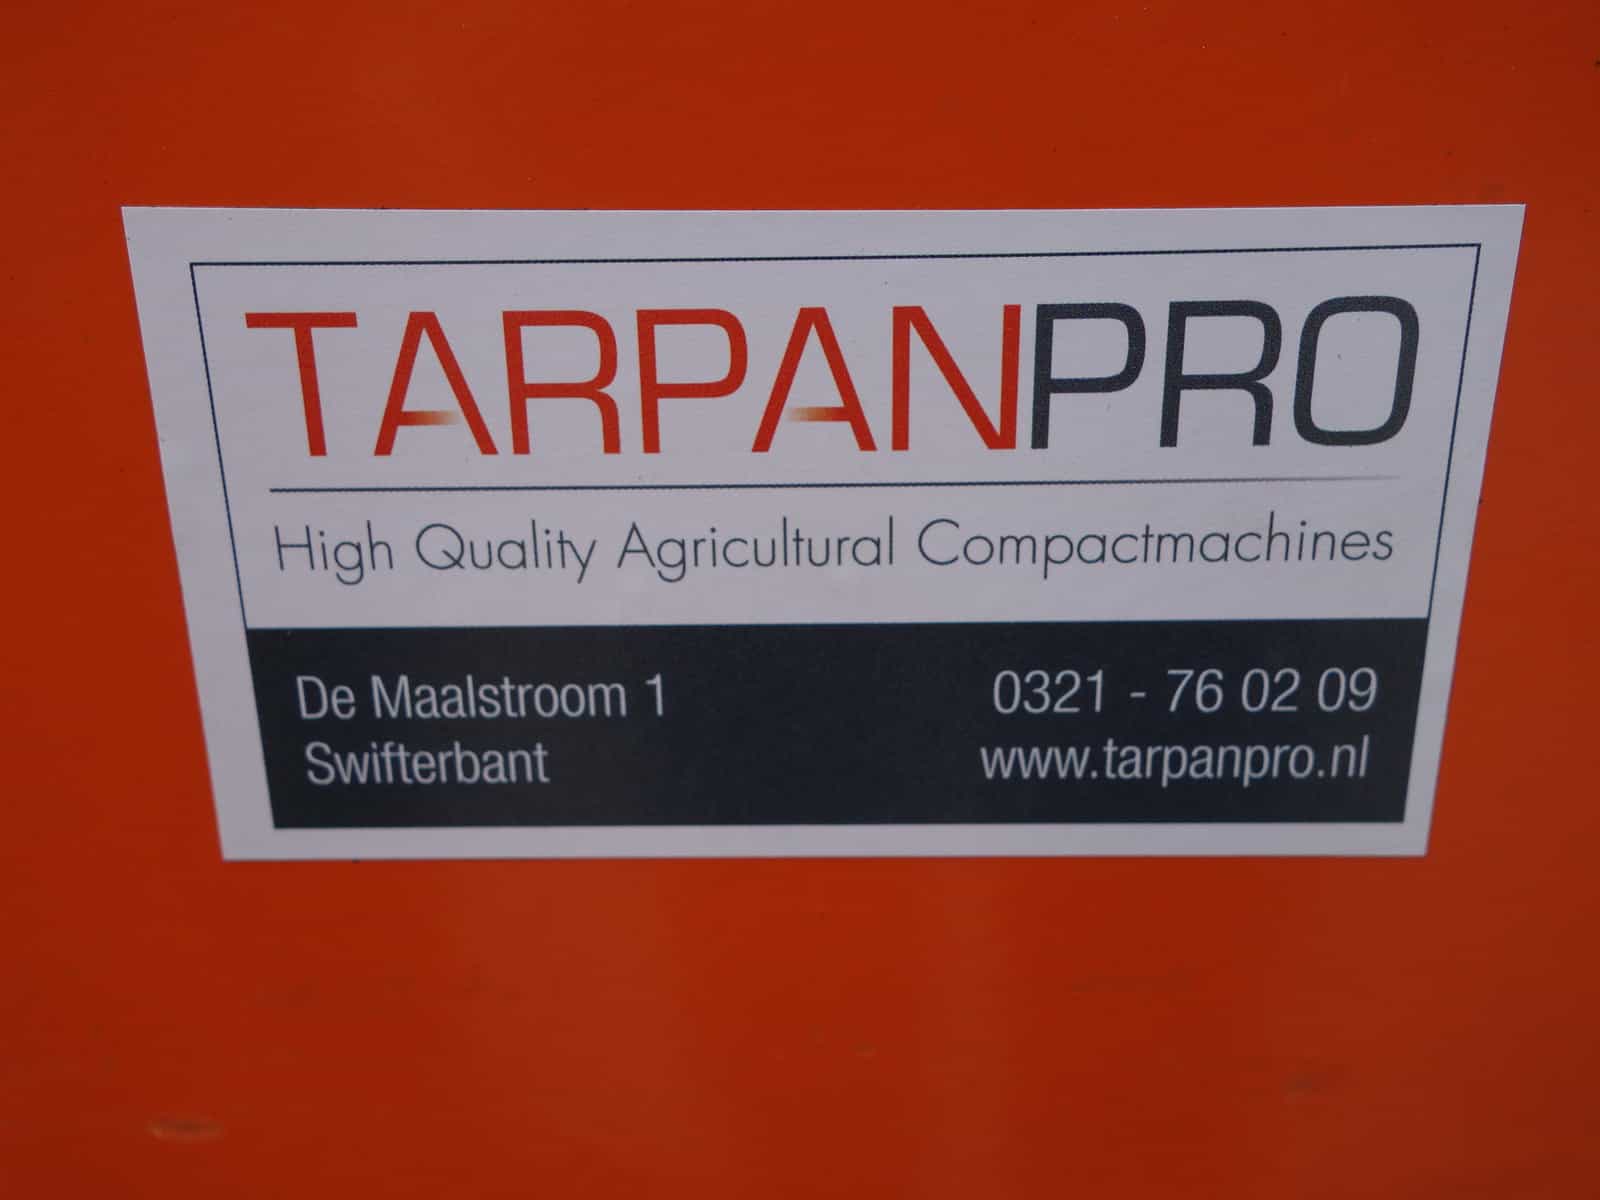 TARPANPRO
High Quality Agricultural Compactmachines
De Maalstroom 1
Swifterbant
0321 - 76 02 09
www.tarpanpro.nl